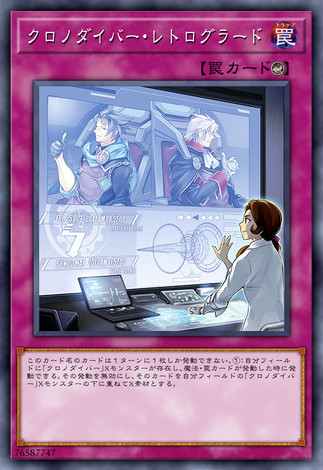 クロノダイバー・レトログラード
トラップ
罠
【罠カード】
このカード名のカードは1ターンに1枚しか発動できない。①：自分フィール
ドに「クロノダイバー」Xモンスターが存在し、魔法・罠カードが発動した時に発
動できる。その発動を無効にし、そのカードを自分フィールドの「クロノダイバ
ー」Xモンスターの下に重ねてX素材とする。
76587747